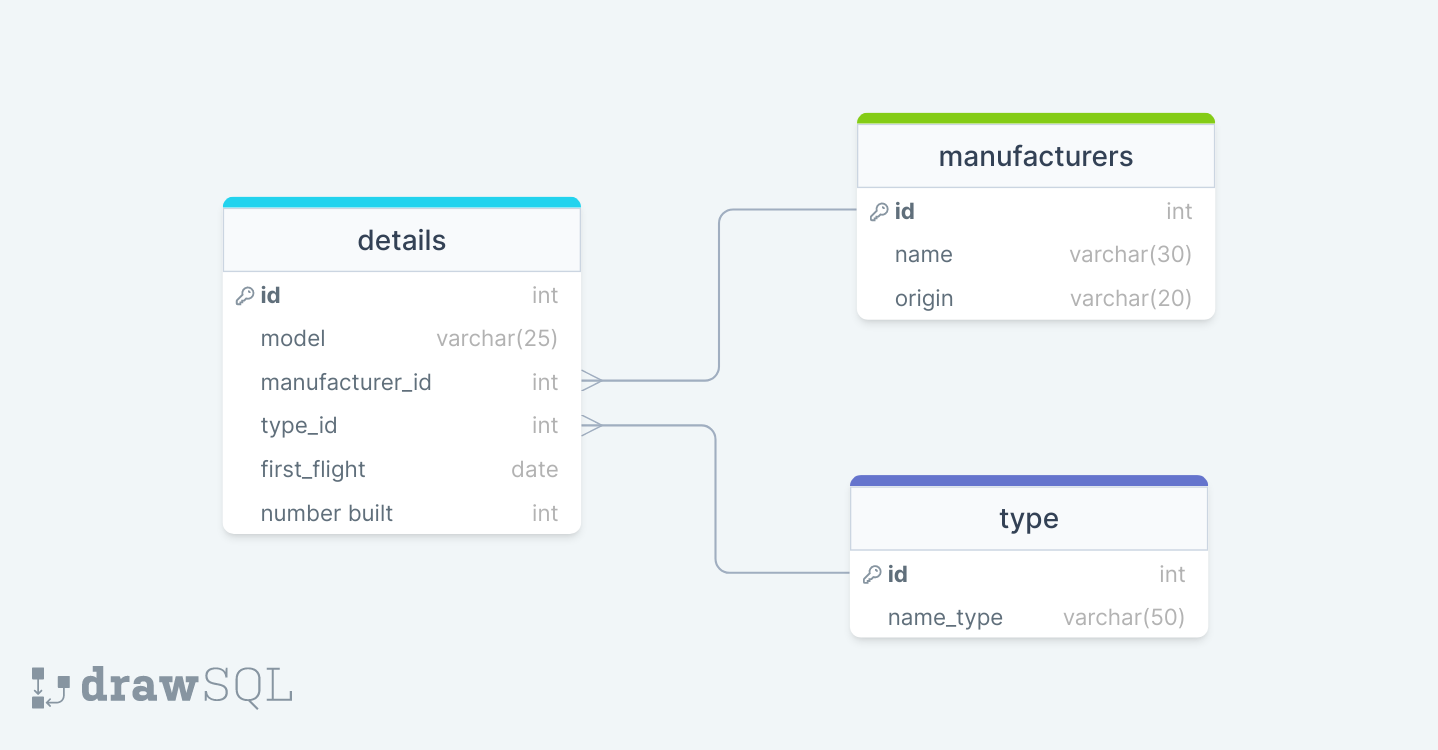 details
id int
model varchar(25)
manufacturer_id int
type_id int
first_flight date
number built int
manufacturers
id int
name varchar(30)
origin varchar(20)
type
id int
name_type varchar(50)
drawSQL